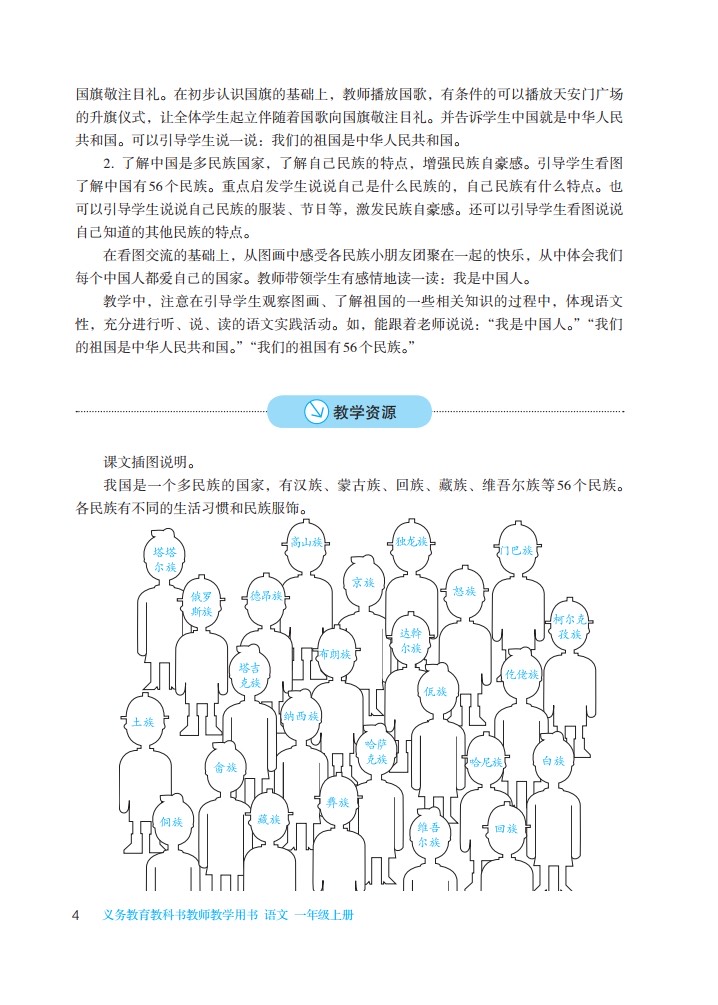 国旗敬注目礼。在初步认识国旗的基础上，教师播放国歌，有条件的可以播放天安门广场
的升旗仪式，让全体学生起立伴随着国歌向国旗敬注目礼。并告诉学生中国就是中华人民
共和国。可以引导学生说一说：我们的祖国是中华人民共和国。
2. 了解中国是多民族国家，了解自己民族的特点，增强民族自豪感。引导学生看图
了解中国有56个民族。重点启发学生说说自己是什么民族的，自己民族有什么特点。也
可以引导学生说说自己民族的服装、节日等，激发民族自豪感。还可以引导学生看图说说
自己知道的其他民族的特点。
在看图交流的基础上，从图画中感受各民族小朋友团聚在一起的快乐，从中体会我们
每个中国人都爱自己的国家。教师带领学生有感情地读一读：我是中国人。
教学中，注意在引导学生观察图画、了解祖国的一些相关知识的过程中，体现语文
性，充分进行听、说、读的语文实践活动。如，能跟着老师说说：“我是中国人。”“我们
的祖国是中华人民共和国。”“我们的祖国有56个民族。”
教学资源
课文插图说明。
我国是一个多民族的国家，有汉族、蒙古族、回族、藏族、维吾尔族等56个民族。
各民族有不同的生活习惯和民族服饰。
高山族
独龙族
门巴族
塔塔
尔族
京族
怒族
俄罗
斯族
德昂族
柯尔克
孜族
达斡
尔族
布朗族
塔吉
克族
仡佬族
佤族
纳西族
土族
哈萨
克族
哈尼族
白族
畲族
彝族
侗族
藏族
维吾
尔族
回族
4
义务教育教科书教师教学用书 语文 一年级上册